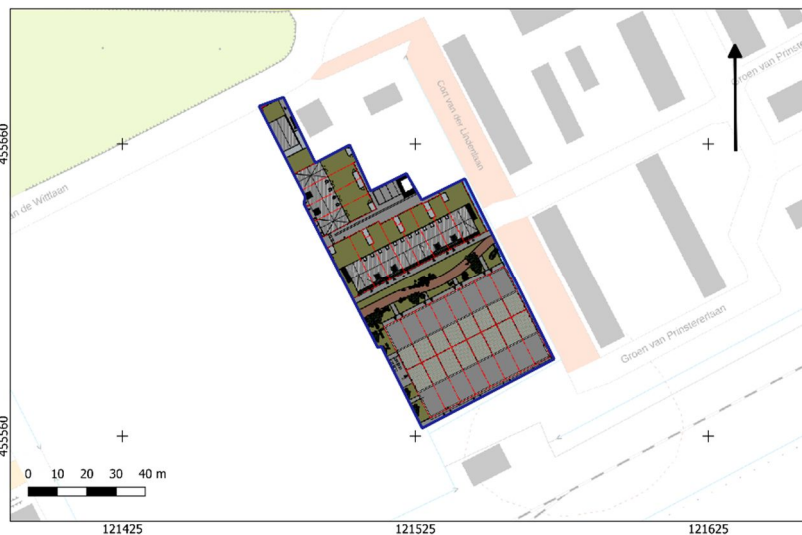 Groen van Prinste
Cort van der Lindenlaan
455660
an de Wittlaan
Groen van Prinstererlaan
455560
0 10 20 30 40 m
121425 121525 121625